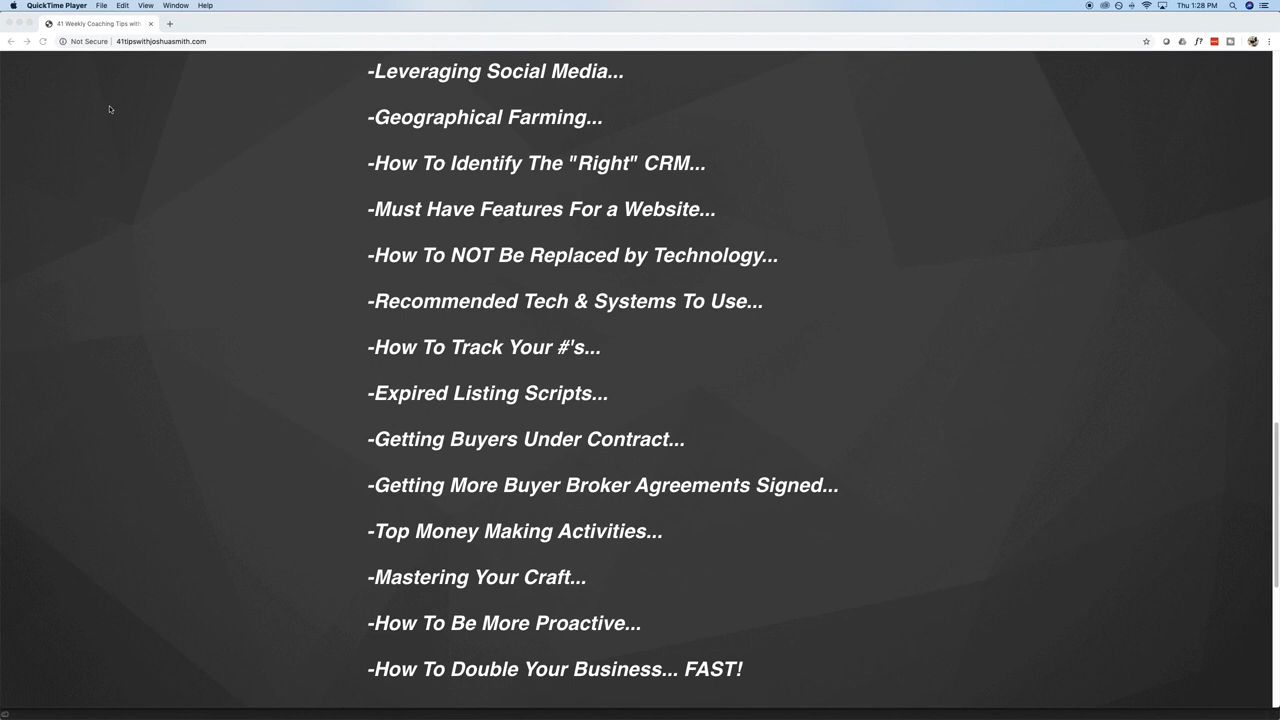 QuickTime Player File Edit View Window Help Thu 1:28 PM
41 Weekly Coaching Tips with
Not Secure 41tipswithjoshuasmith.com
-Leveraging Social Media...
-Geographical Farming...
-How To Identify The "Right" CRM...
-Must Have Features For a Website...
-How To NOT Be Replaced by Technology...
-Recommended Tech & Systems To Use...
-How To Track Your #'s...
-Expired Listing Scripts...
-Getting Buyers Under Contract...
-Getting More Buyer Broker Agreements Signed...
-Top Money Making Activities...
-Mastering Your Craft...
-How To Be More Proactive...
-How To Double Your Business... FAST!